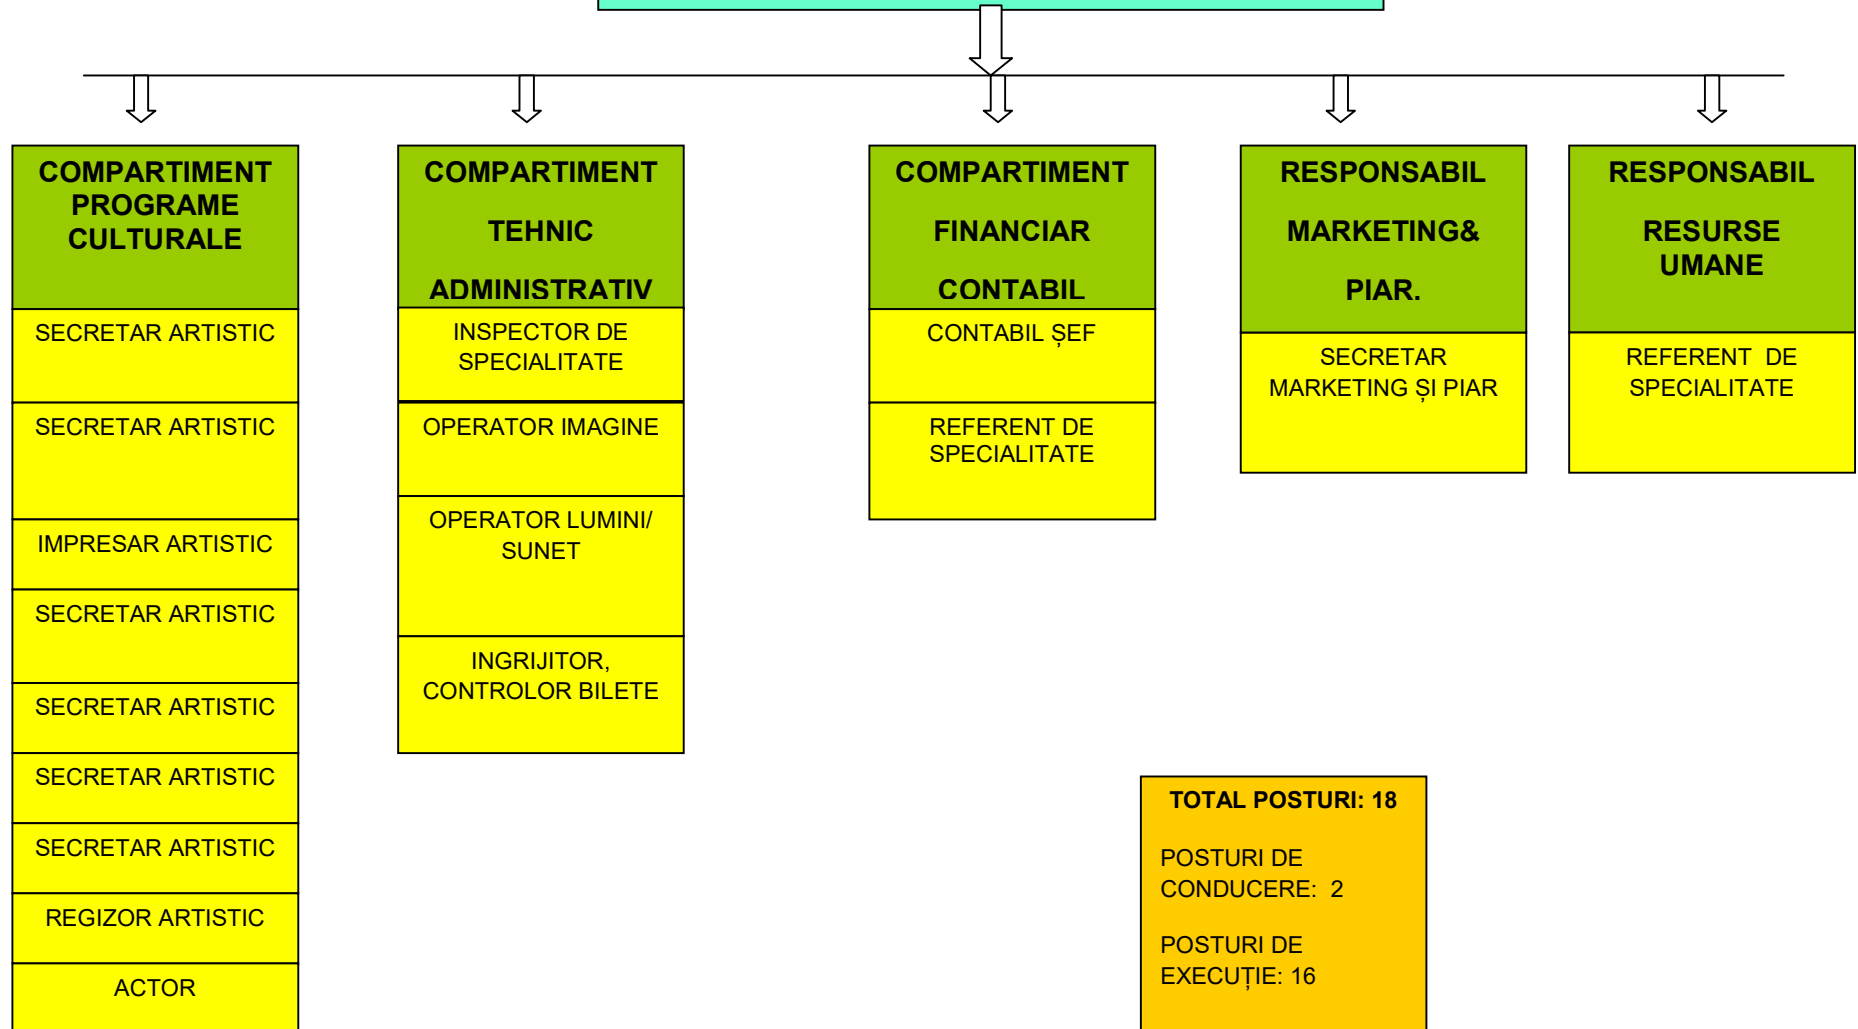 COMPARTIMENT
PROGRAME
CULTURALE
SECRETAR ARTISTIC
SECRETAR ARTISTIC
IMPRESAR ARTISTIC
SECRETAR ARTISTIC
SECRETAR ARTISTIC
SECRETAR ARTISTIC
SECRETAR ARTISTIC
REGIZOR ARTISTIC
ACTOR
COMPARTIMENT
TEHNIC
ADMINISTRATIV
INSPECTOR DE
SPECIALITATE
OPERATOR IMAGINE
OPERATOR LUMINI/
SUNET
INGRIJITOR,
CONTROLOR BILETE
COMPARTIMENT
FINANCIAR
CONTABIL
CONTABIL ȘEF
REFERENT DE
SPECIALITATE
RESPONSABIL
MARKETING&
PIAR.
SECRETAR
MARKETING ȘI PIAR
RESPONSABIL
RESURSE
UMANE
REFERENT DE
SPECIALITATE
TOTAL POSTURI: 18
POSTURI DE
CONDUCERE: 2
POSTURI DE
EXECUȚIE: 16